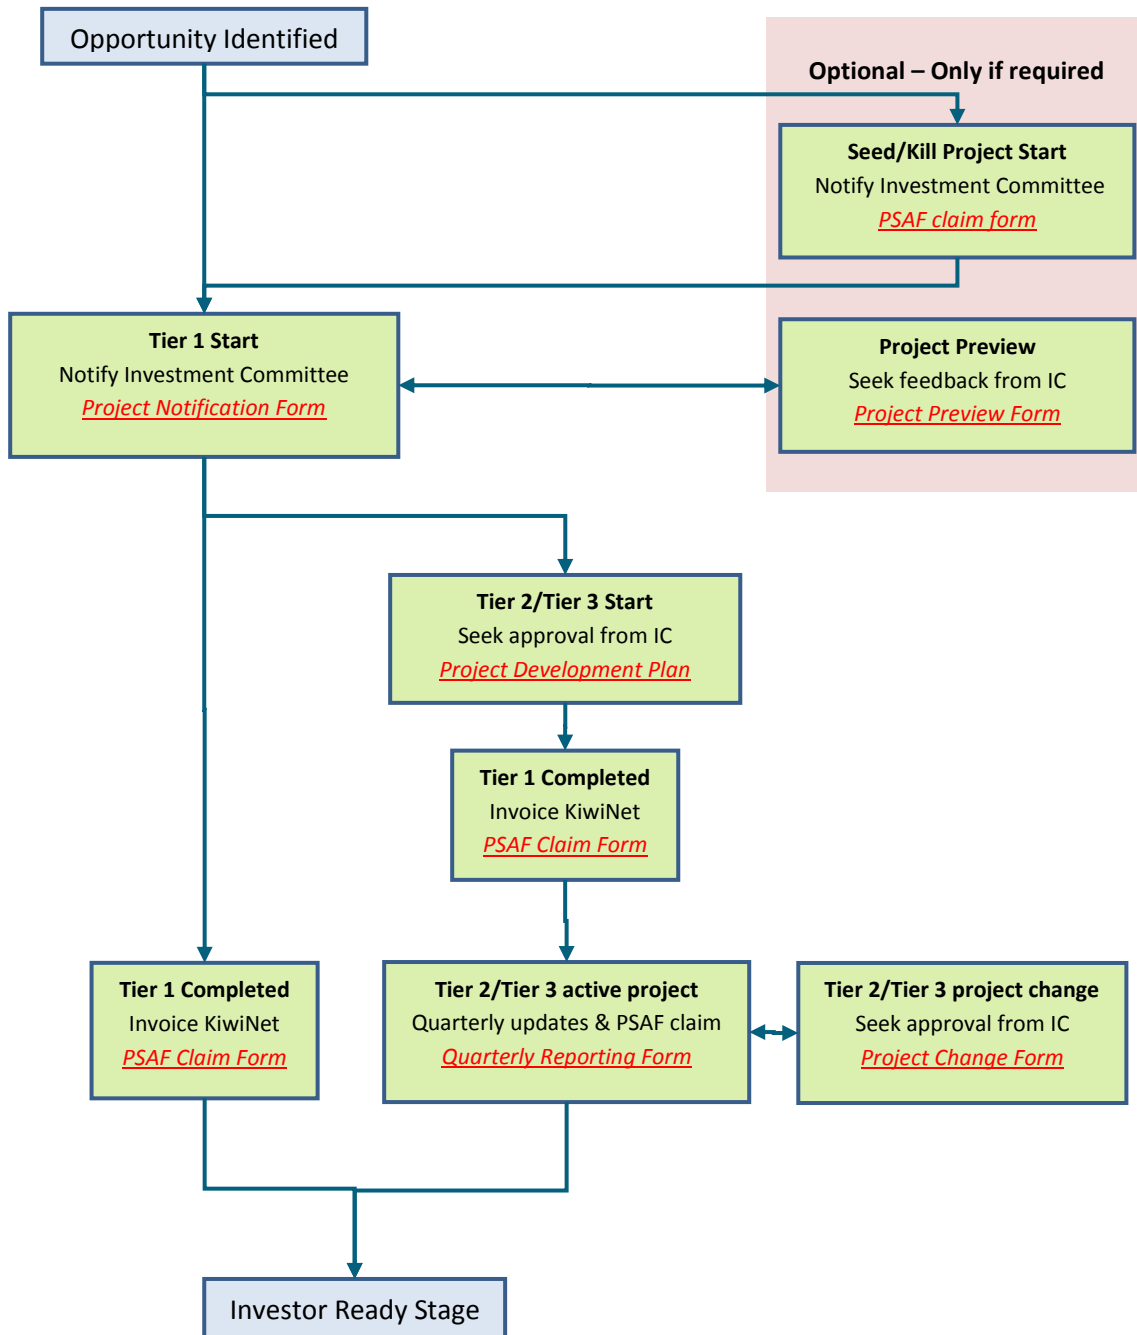 Opportunity Identified
Optional – Only if required
Seed/Kill Project Start
Notify Investment Committee
PSAF claim form
Tier 1 Start
Notify Investment Committee
Project Notification Form
Project Preview
Seek feedback from IC
Project Preview Form
Tier 2/Tier 3 Start
Seek approval from IC
Project Development Plan
Tier 1 Completed
Invoice KiwiNet
PSAF Claim Form
Tier 1 Completed
Invoice KiwiNet
PSAF Claim Form
Tier 2/Tier 3 active project
Quarterly updates & PSAF claim
Quarterly Reporting Form
Tier 2/Tier 3 project change
Seek approval from IC
Project Change Form
Investor Ready Stage